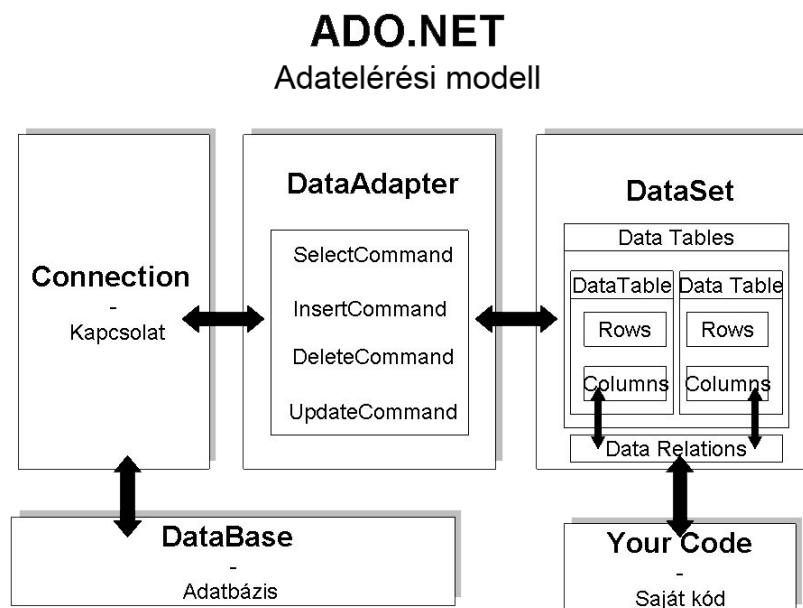 ADO.NET
Adatelérési modell
Connection
-
Kapcsolat
DataAdapter
SelectCommand
InsertCommand
DeleteCommand
UpdateCommand
DataSet
Data Tables
DataTable
Rows
Columns
Data Table
Rows
Columns
Data Relations
DataBase
-
Adatbázis
Your Code
-
Saját kód